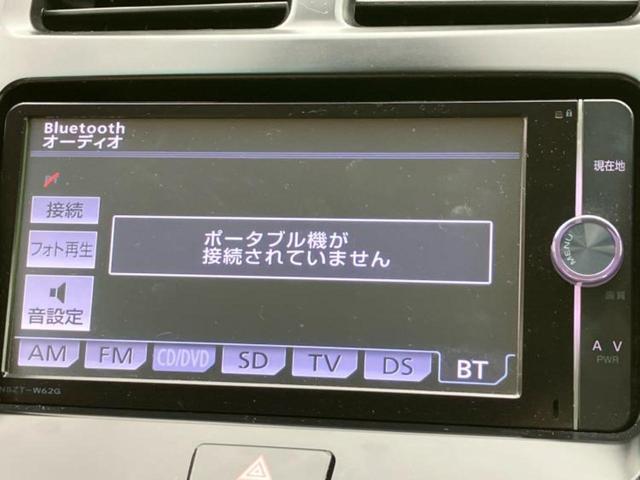 Bluetooth
オーディオ
BT
接続
フォト再生
音設定
ポータブル機が
接続されていません
AM
FM
CD/DVD
SD
TV
DS
BT
NSZT-W62G
現在地
MENU
画質
AV
PWR